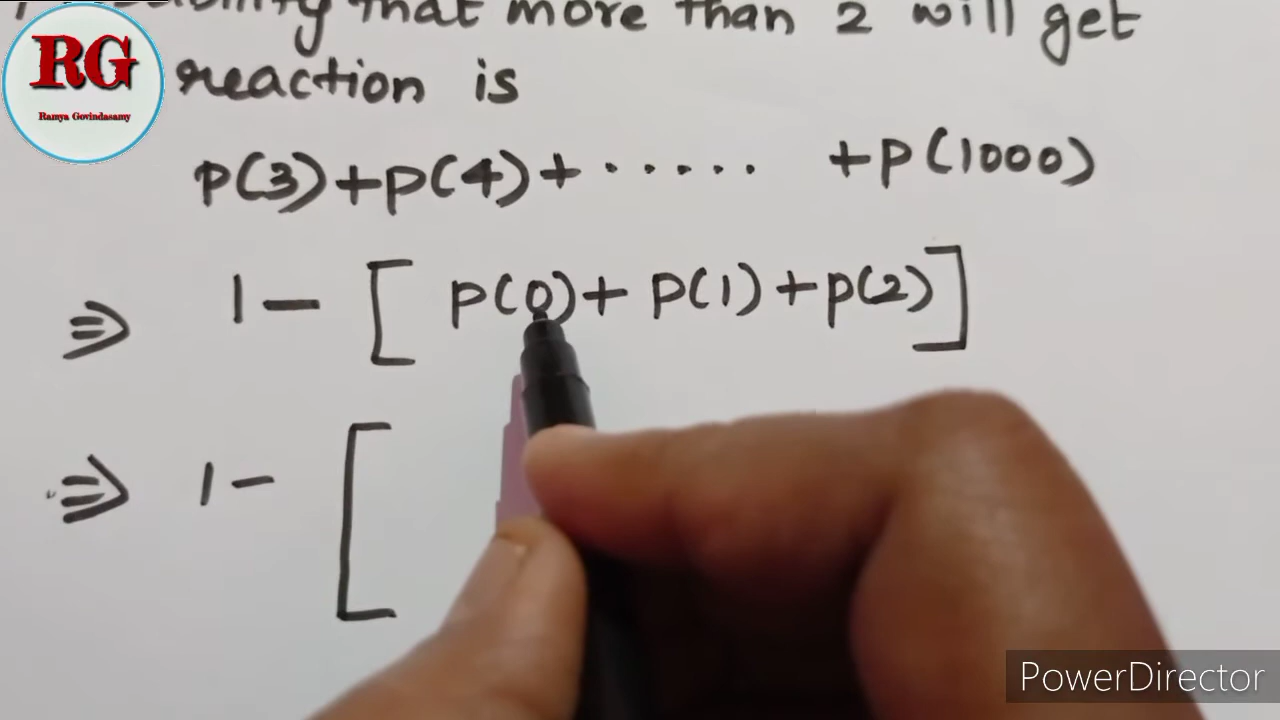 Probability that more than 2 will get
RG
Ramya Govindasamy
reaction is
P(3)+P(4)+ ...... +P(1000)
⇒ 1 - [ P(0)+ P(1)+P(2) ]
⇒ 1 - [
PowerDirector